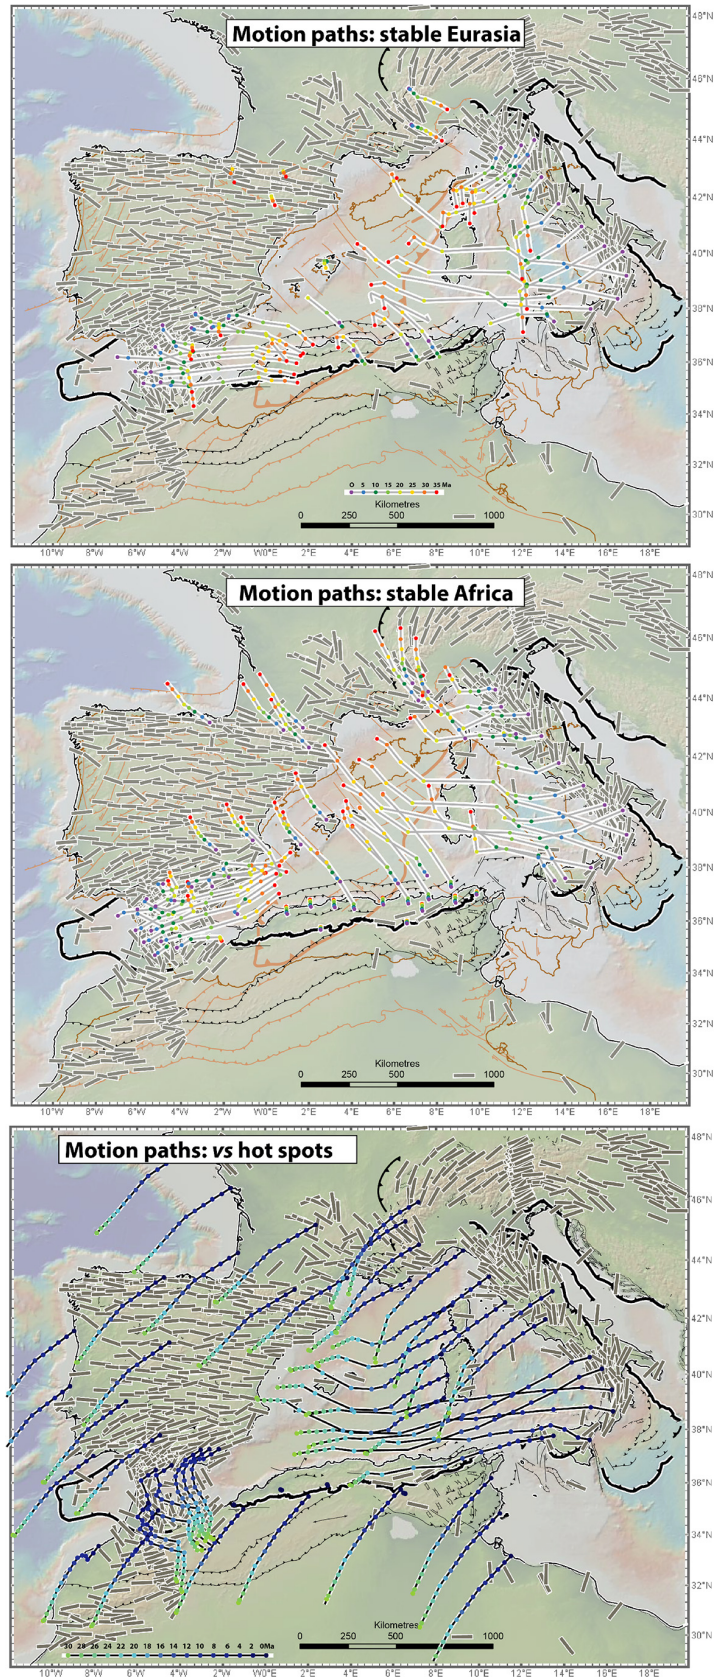 Motion paths: stable Eurasia
48°N
46°N
44°N
42°N
40°N
38°N
36°N
34°N
32°N
30°N
0 5 10 15 20 25 30 35 Ma
Kilometres
0 250 500 1000
10°W 8°W 6°W 4°W 2°W 0°E 2°E 4°E 6°E 8°E 10°E 12°E 14°E 16°E 18°E
Motion paths: stable Africa
48°N
46°N
44°N
42°N
40°N
38°N
36°N
34°N
32°N
30°N
Kilometres
0 250 500 1000
10°W 8°W 6°W 4°W 2°W 0°E 2°E 4°E 6°E 8°E 10°E 12°E 14°E 16°E 18°E
Motion paths: vs hot spots
48°N
46°N
44°N
42°N
40°N
38°N
36°N
34°N
32°N
30°N
30 28 26 24 22 20 18 16 14 12 10 8 6 4 2 0Ma
Kilometres
0 250 500 1000
10°W 8°W 6°W 4°W 2°W 0°E 2°E 4°E 6°E 8°E 10°E 12°E 14°E 16°E 18°E